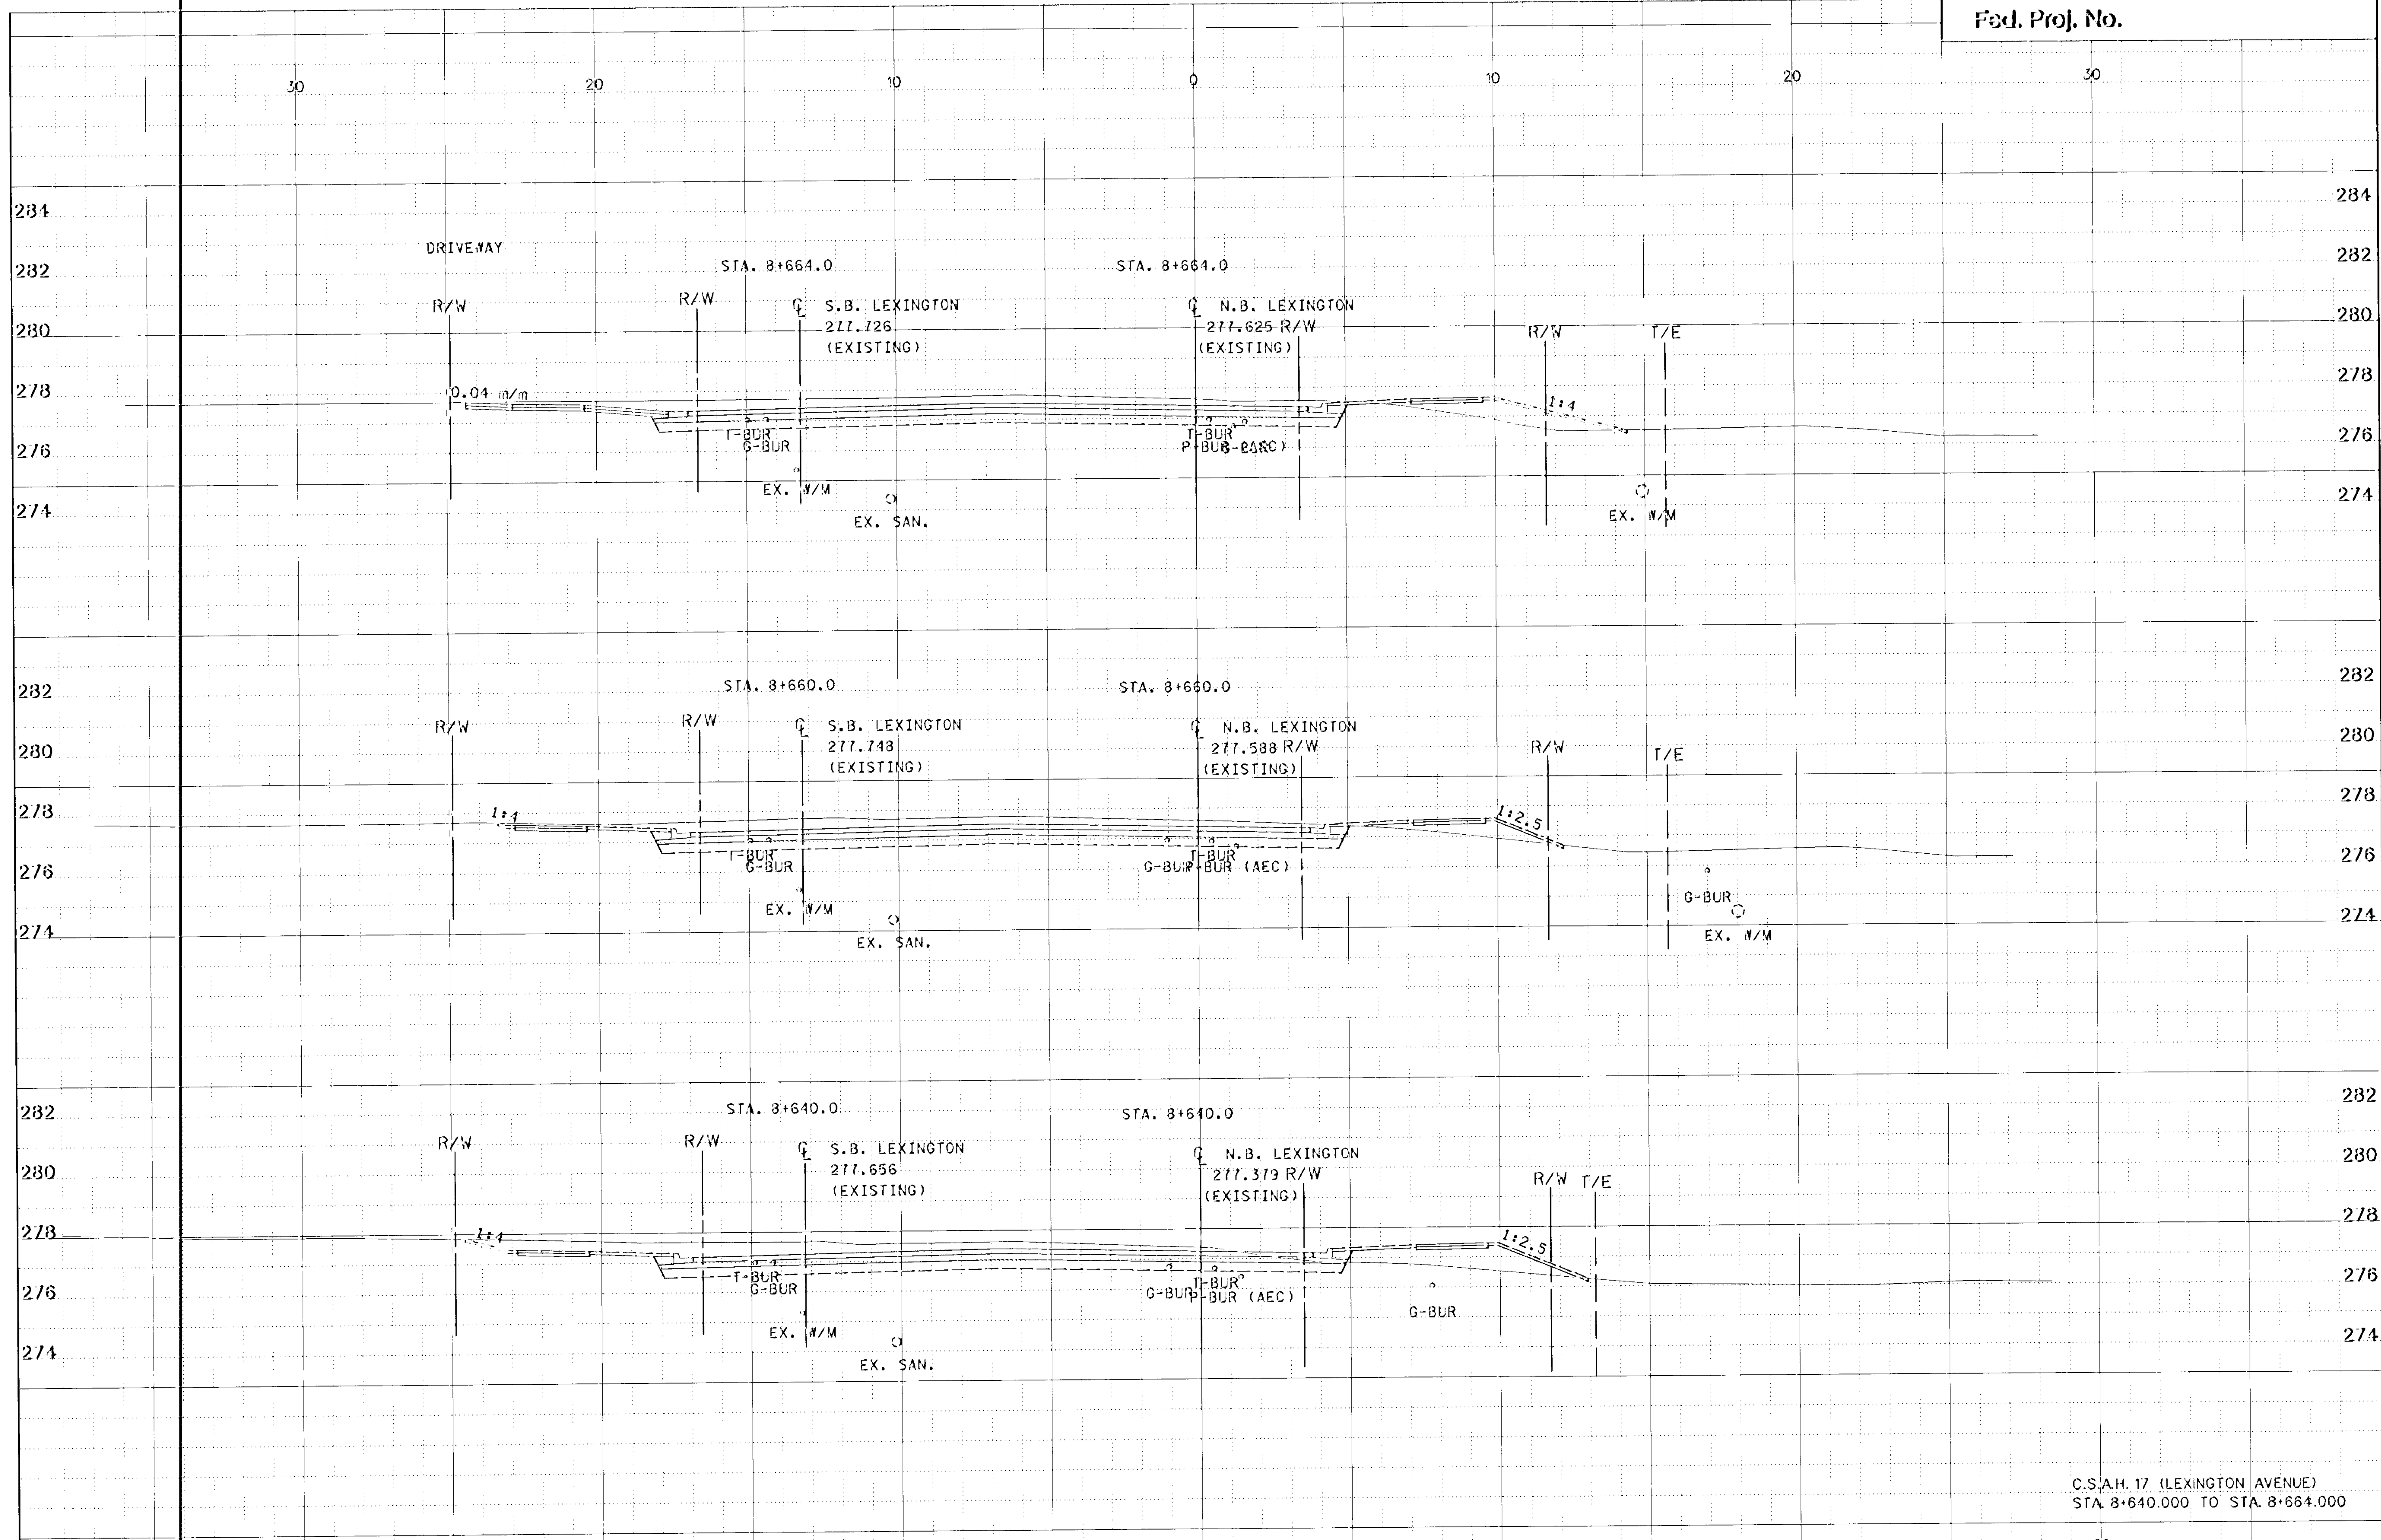 Fed. Proj. No.
30 20 10 0 10 20 30
284 284
DRIVEWAY
282 STA. 8+664.0 STA. 8+664.0 282
R/W R/W ℄ S.B. LEXINGTON ℄ N.B. LEXINGTON
280 277.726 277.625 R/W R/W T/E 280
(EXISTING) (EXISTING)
278 0.04 m/m 1:4 278
T-BUR T-BUR
276 G-BUR P-BUR 276
EX. W/M
274 EX. SAN. EX. W/M 274
282 STA. 8+660.0 STA. 8+660.0 282
R/W R/W ℄ S.B. LEXINGTON ℄ N.B. LEXINGTON
280 277.748 277.588 R/W R/W T/E 280
(EXISTING) (EXISTING)
278 1:4 1:2.5 278
T-BUR T-BUR
276 G-BUR G-BUR P-BUR (AEC) 276
EX. W/M G-BUR
274 EX. SAN. EX. W/M 274
282 STA. 8+640.0 STA. 8+640.0 282
R/W R/W ℄ S.B. LEXINGTON ℄ N.B. LEXINGTON
280 277.656 277.379 R/W R/W T/E 280
(EXISTING) (EXISTING)
278 1:4 1:2.5 278
T-BUR T-BUR
276 G-BUR G-BUR P-BUR (AEC) G-BUR 276
EX. W/M
274 EX. SAN. 274
C.S.A.H. 17 (LEXINGTON AVENUE)
STA. 8+640.000 TO STA. 8+664.000